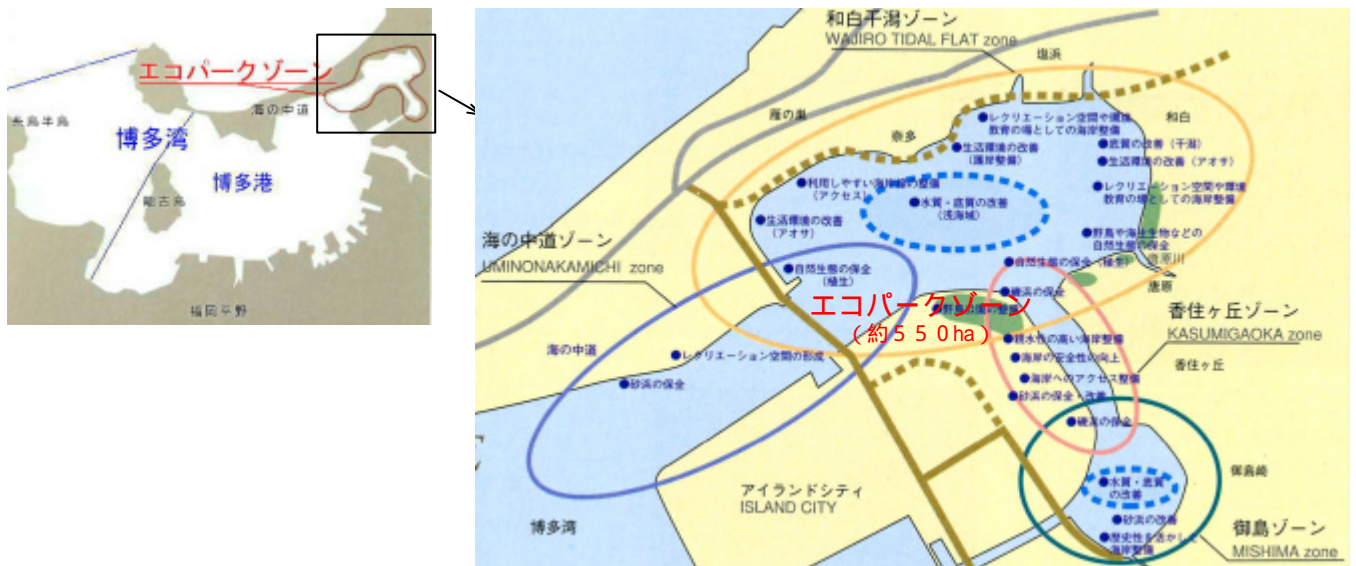 エコパークゾーン
海の中道
糸島半島
博多湾
博多港
能古島
福岡平野
和白干潟ゾーン
WAJIRO TIDAL FLAT zone
塩浜
雁の巣
奈多
和白
●レクリエーション空間や環境
教育の場としての海岸整備
●生活環境の改善
(護岸整備)
●底質の改善(干潟)
●生活環境の改善(アオサ)
●利用しやすい海岸線の整備
(アクセス)
●水質・底質の改善
(浅海域)
●レクリエーション空間や環境
教育の場としての海岸整備
●生活環境の改善
(アオサ)
●野鳥や海生生物などの
自然生態の保全
海の中道ゾーン
UMINONAKAMICHI zone
●自然生態の保全
(植生)
●自然生態の保全(植生)
唐原川
唐原
●磯浜の保全
エコパークゾーン
(約550ha)
●野鳥公園の整備
香住ヶ丘ゾーン
KASUMIGAOKA zone
香住ヶ丘
●親水性の高い海岸整備
●海岸の安全性の向上
●海岸へのアクセス整備
●砂浜の保全・改善
●磯浜の保全
海の中道
●レクリエーション空間の形成
●砂浜の保全
アイランドシティ
ISLAND CITY
博多湾
御島崎
●水質・底質
の改善
●砂浜の改善
●歴史性を活かして
海岸整備
御島ゾーン
MISHIMA zone